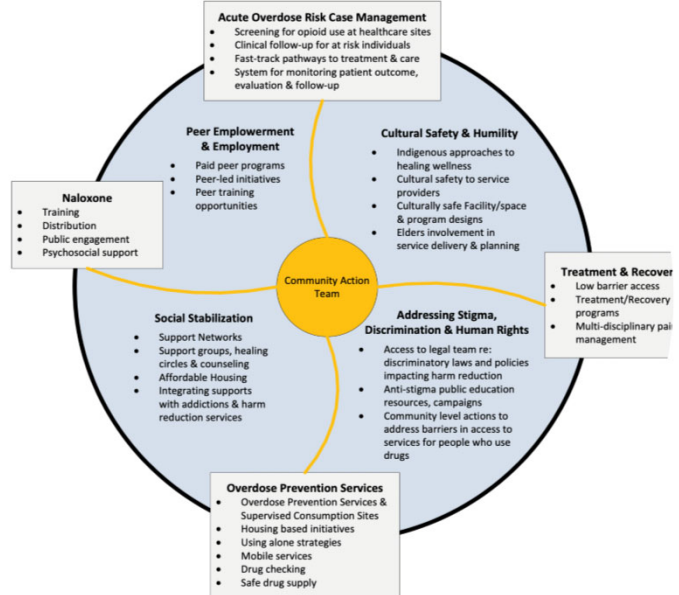 Acute Overdose Risk Case Management
• Screening for opioid use at healthcare sites
• Clinical follow-up for at risk individuals
• Fast-track pathways to treatment & care
• System for monitoring patient outcome,
evaluation & follow-up
Peer Employerment
& Employment
• Paid peer programs
• Peer-led initiatives
• Peer training
opportunities
Cultural Safety & Humility
• Indigenous approaches to
healing wellness
• Cultural safety to service
providers
• Culturally safe Facility/space
& program designs
• Elders involvement in
service delivery & planning
Naloxone
• Training
• Distribution
• Public engagement
• Psychosocial support
Community Action
Team
Treatment & Recover
• Low barrier access
• Treatment/Recovery
programs
• Multi-disciplinary pai
management
Social Stabilization
• Support Networks
• Support groups, healing
circles & counseling
• Affordable Housing
• Integrating supports
with addictions & harm
reduction services
Addressing Stigma,
Discrimination & Human Rights
• Access to legal team re:
discriminatory laws and policies
impacting harm reduction
• Anti-stigma public education
resources, campaigns
• Community level actions to
address barriers in access to
services for people who use
drugs
Overdose Prevention Services
• Overdose Prevention Services &
Supervised Consumption Sites
• Housing based initiatives
• Using alone strategies
• Mobile services
• Drug checking
• Safe drug supply